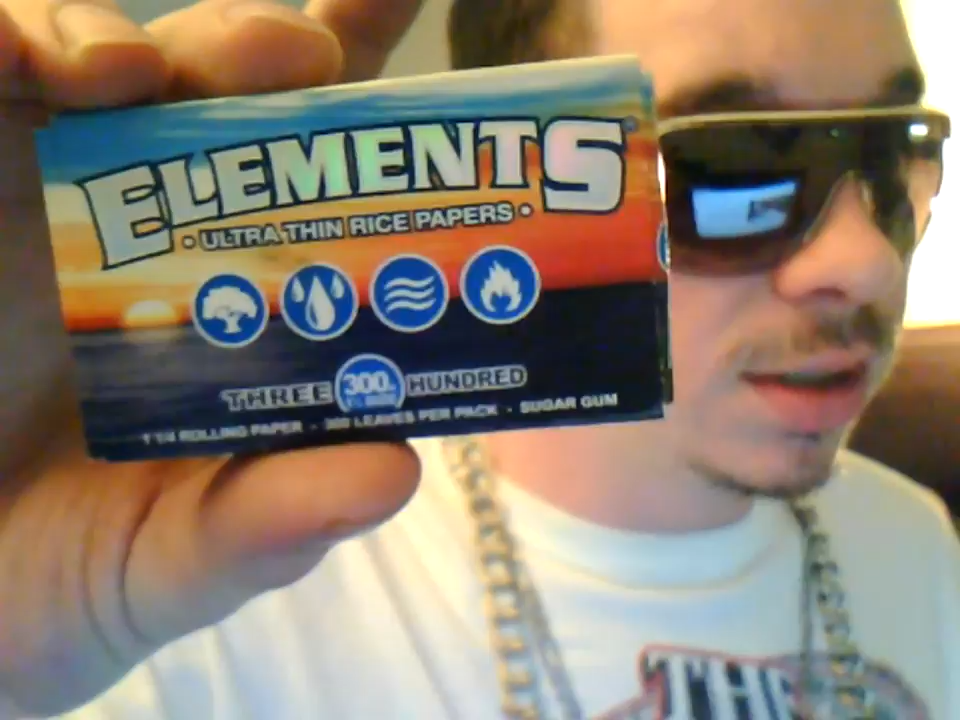 ELEMENTS
• ULTRA THIN RICE PAPERS •
THREE 300 HUNDRED
1 1/4 ROLLING PAPER - 300 LEAVES PER PACK - SUGAR GUM
THE